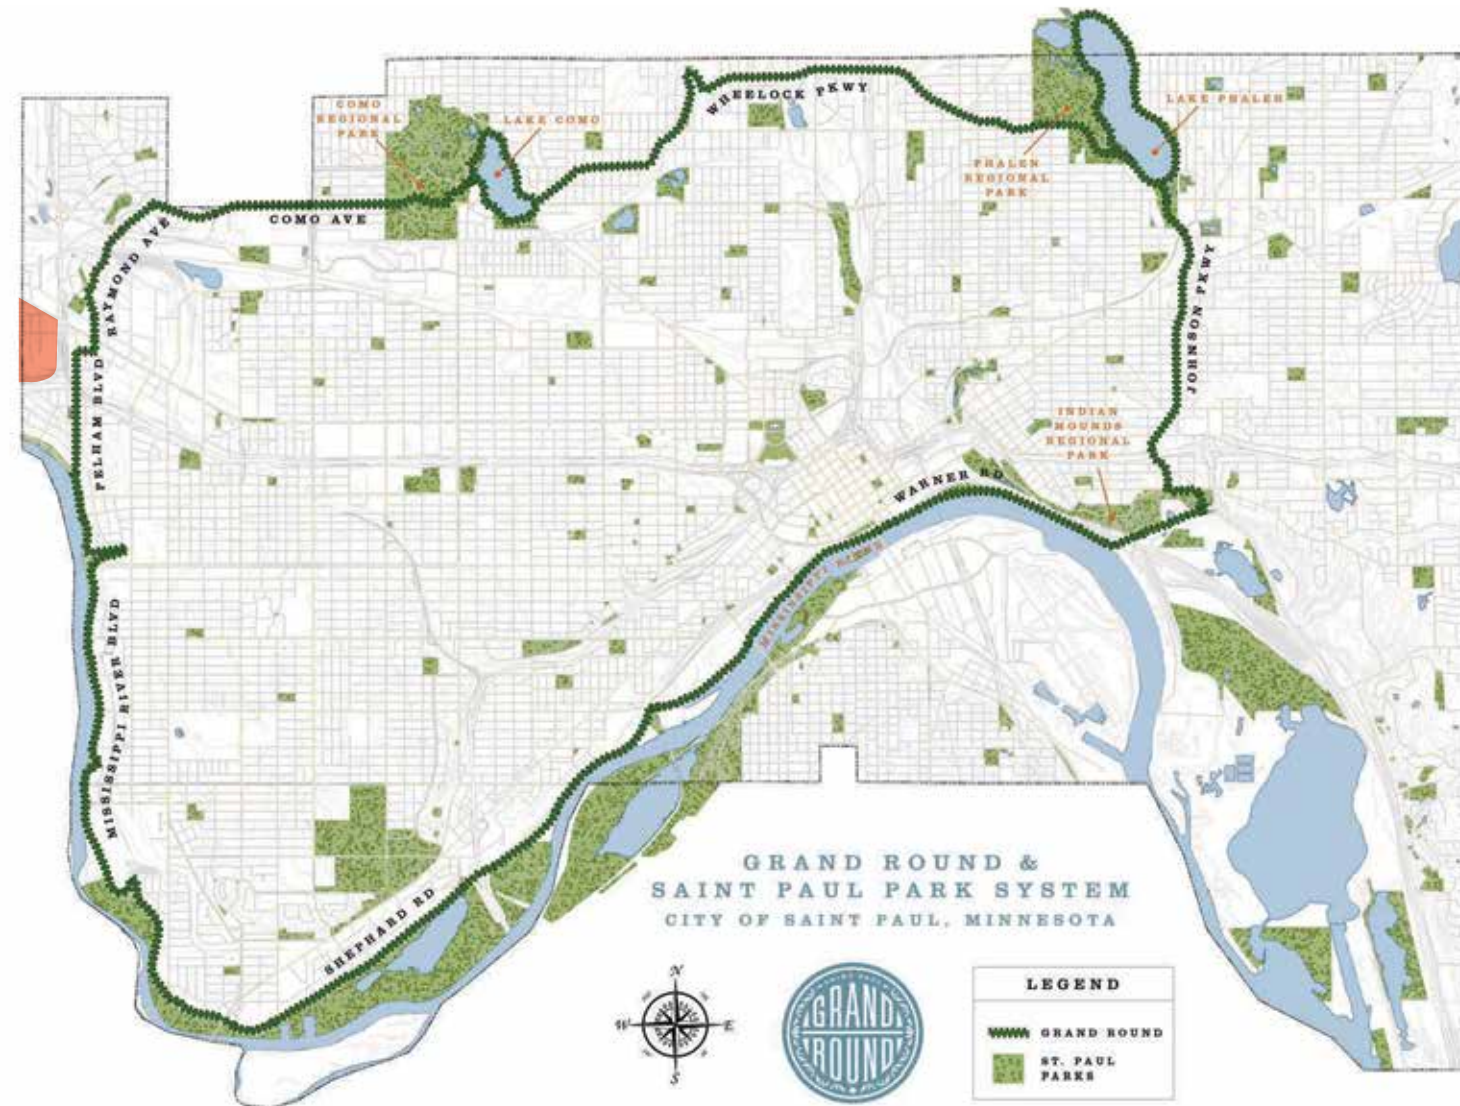 COMO
REGIONAL
PARK
LAKE COMO
WHEELOCK PKWY
LAKE PHALEN
PHALEN
REGIONAL
PARK
COMO AVE
RAYMOND AVE
JOHNSON PKWY
PELHAM BLVD
INDIAN
MOUNDS
REGIONAL
PARK
WARNER RD
MISSISSIPPI RIVER
MISSISSIPPI RIVER BLVD
SHEPHARD RD
GRAND ROUND &
SAINT PAUL PARK SYSTEM
CITY OF SAINT PAUL, MINNESOTA
N
W
E
S
GRAND
ROUND
LEGEND
GRAND ROUND
ST. PAUL
PARKS